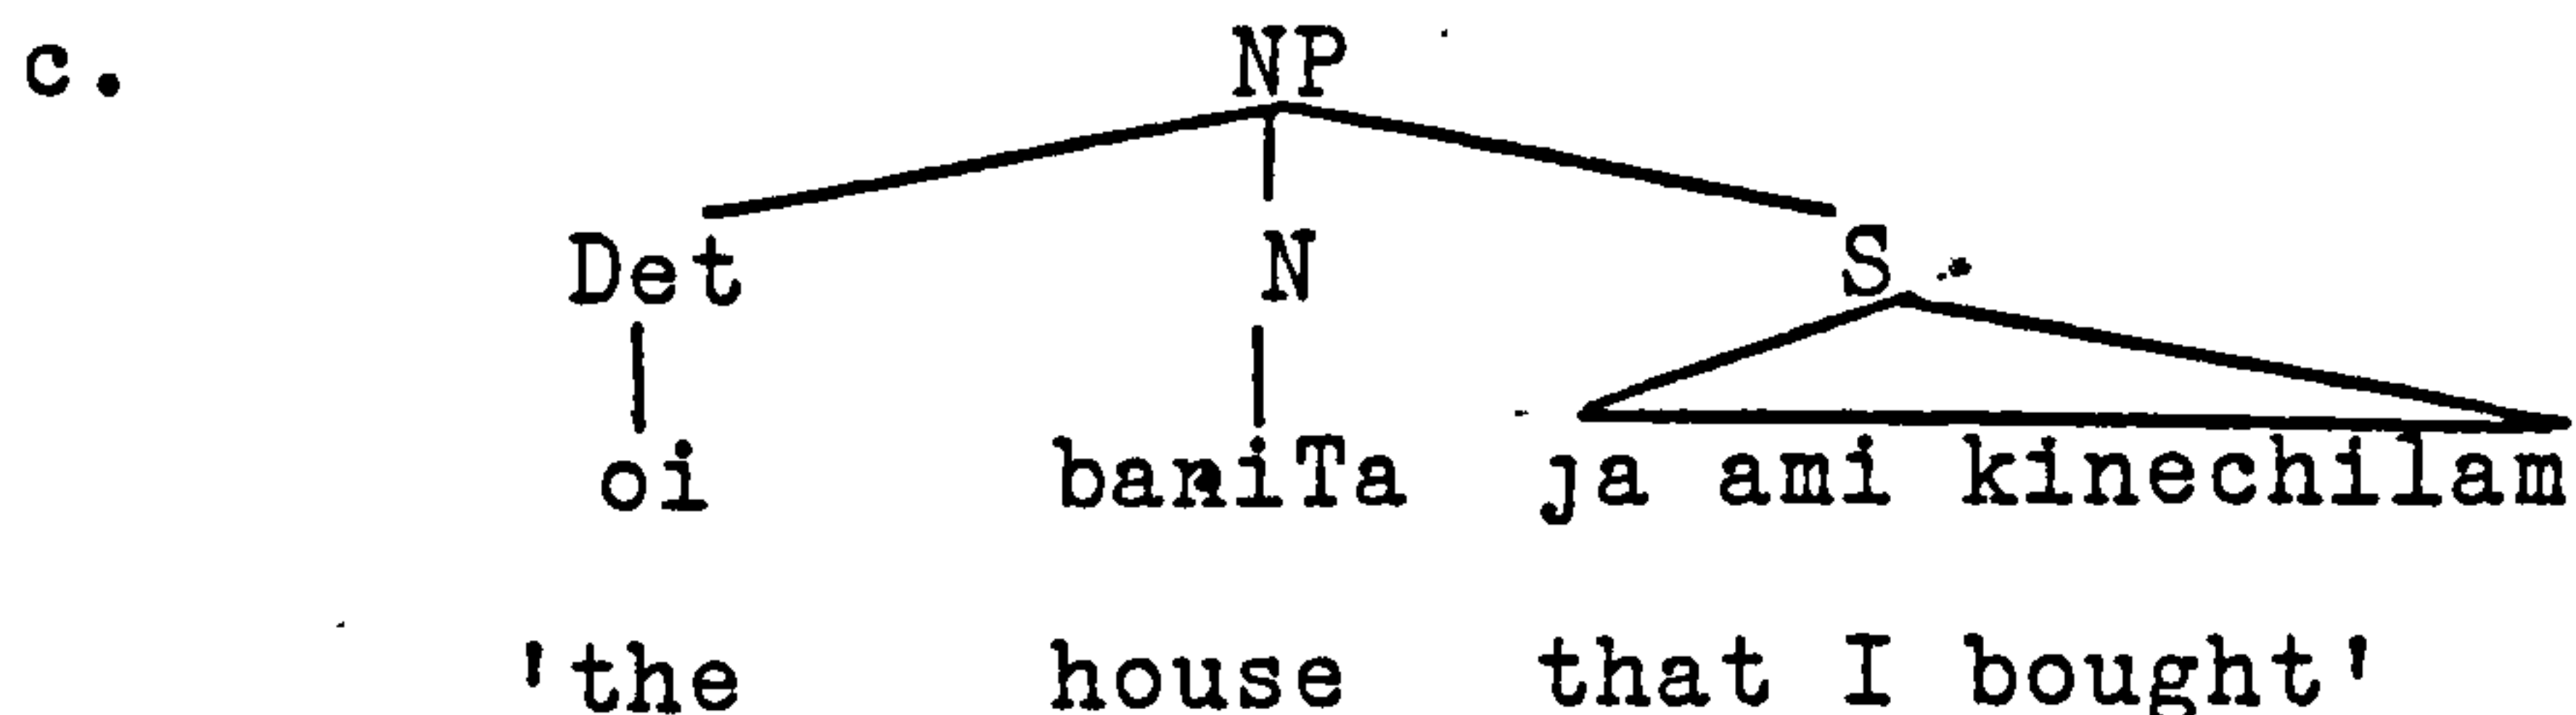 c.
NP
Det N S
oi baniTa ja ami kinechilam
'the house that I bought'